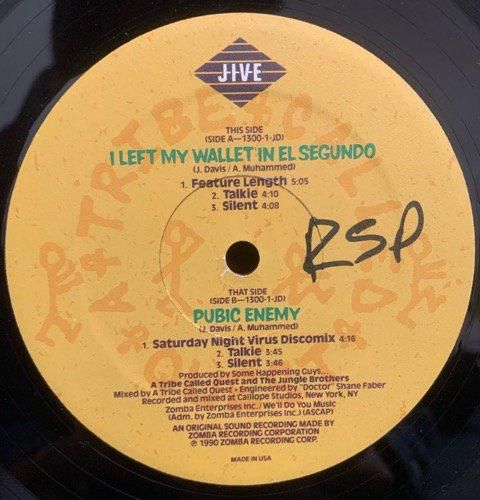 J·I·V·E
THIS SIDE
(SIDE A—1300-1-JD)
I LEFT MY WALLET IN EL SEGUNDO
(J. Davis / A. Muhammed)
1. Feature Length 5:05
2. Talkie 4:10
3. Silent 4:08
RSP
THAT SIDE
(SIDE B—1300-1-JD)
PUBIC ENEMY
(J. Davis / A. Muhammed)
1. Saturday Night Virus Discomix 4:16
2. Talkie 3:45
3. Silent 3:46
Produced by Some Happening Guys...
A Tribe Called Quest and The Jungle Brothers
Mixed by A Tribe Called Quest • Engineered by "Doctor" Shane Faber
Recorded and mixed at Calliope Studios, New York, NY
Zomba Enterprises Inc./We'll Do You Music
(Adm. by Zomba Enterprises Inc.) (ASCAP)
AN ORIGINAL SOUND RECORDING MADE BY
ZOMBA RECORDING CORPORATION
℗ 1990 ZOMBA RECORDING CORP.
MADE IN USA
A TRIBE CALLED